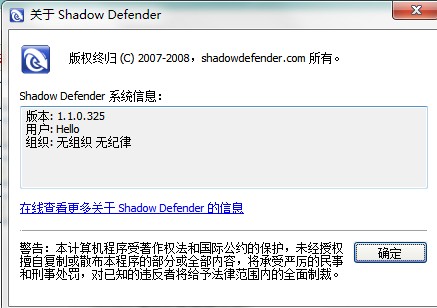 关于 Shadow Defender
版权终归 (C) 2007-2008，shadowdefender.com 所有。
Shadow Defender 系统信息:
版本: 1.1.0.325
用户: Hello
组织: 无组织 无纪律
在线查看更多关于 Shadow Defender 的信息
警告: 本计算机程序受著作权法和国际公约的保护，未经授权
擅自复制或散布本程序的部分或全部内容，将承受严厉的民事
和刑事处罚，对已知的违反者将给予法律范围内的全面制裁。
确定